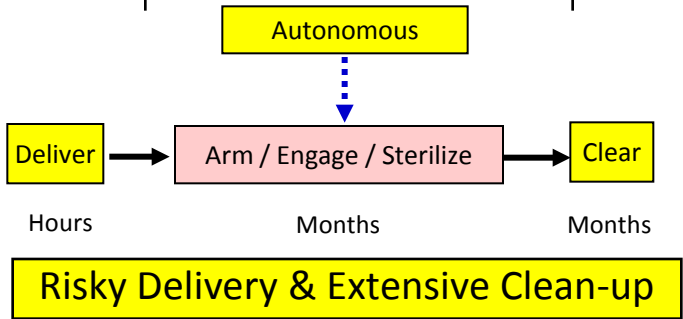 Autonomous
Deliver
Arm / Engage / Sterilize
Clear
Hours
Months
Months
Risky Delivery & Extensive Clean-up